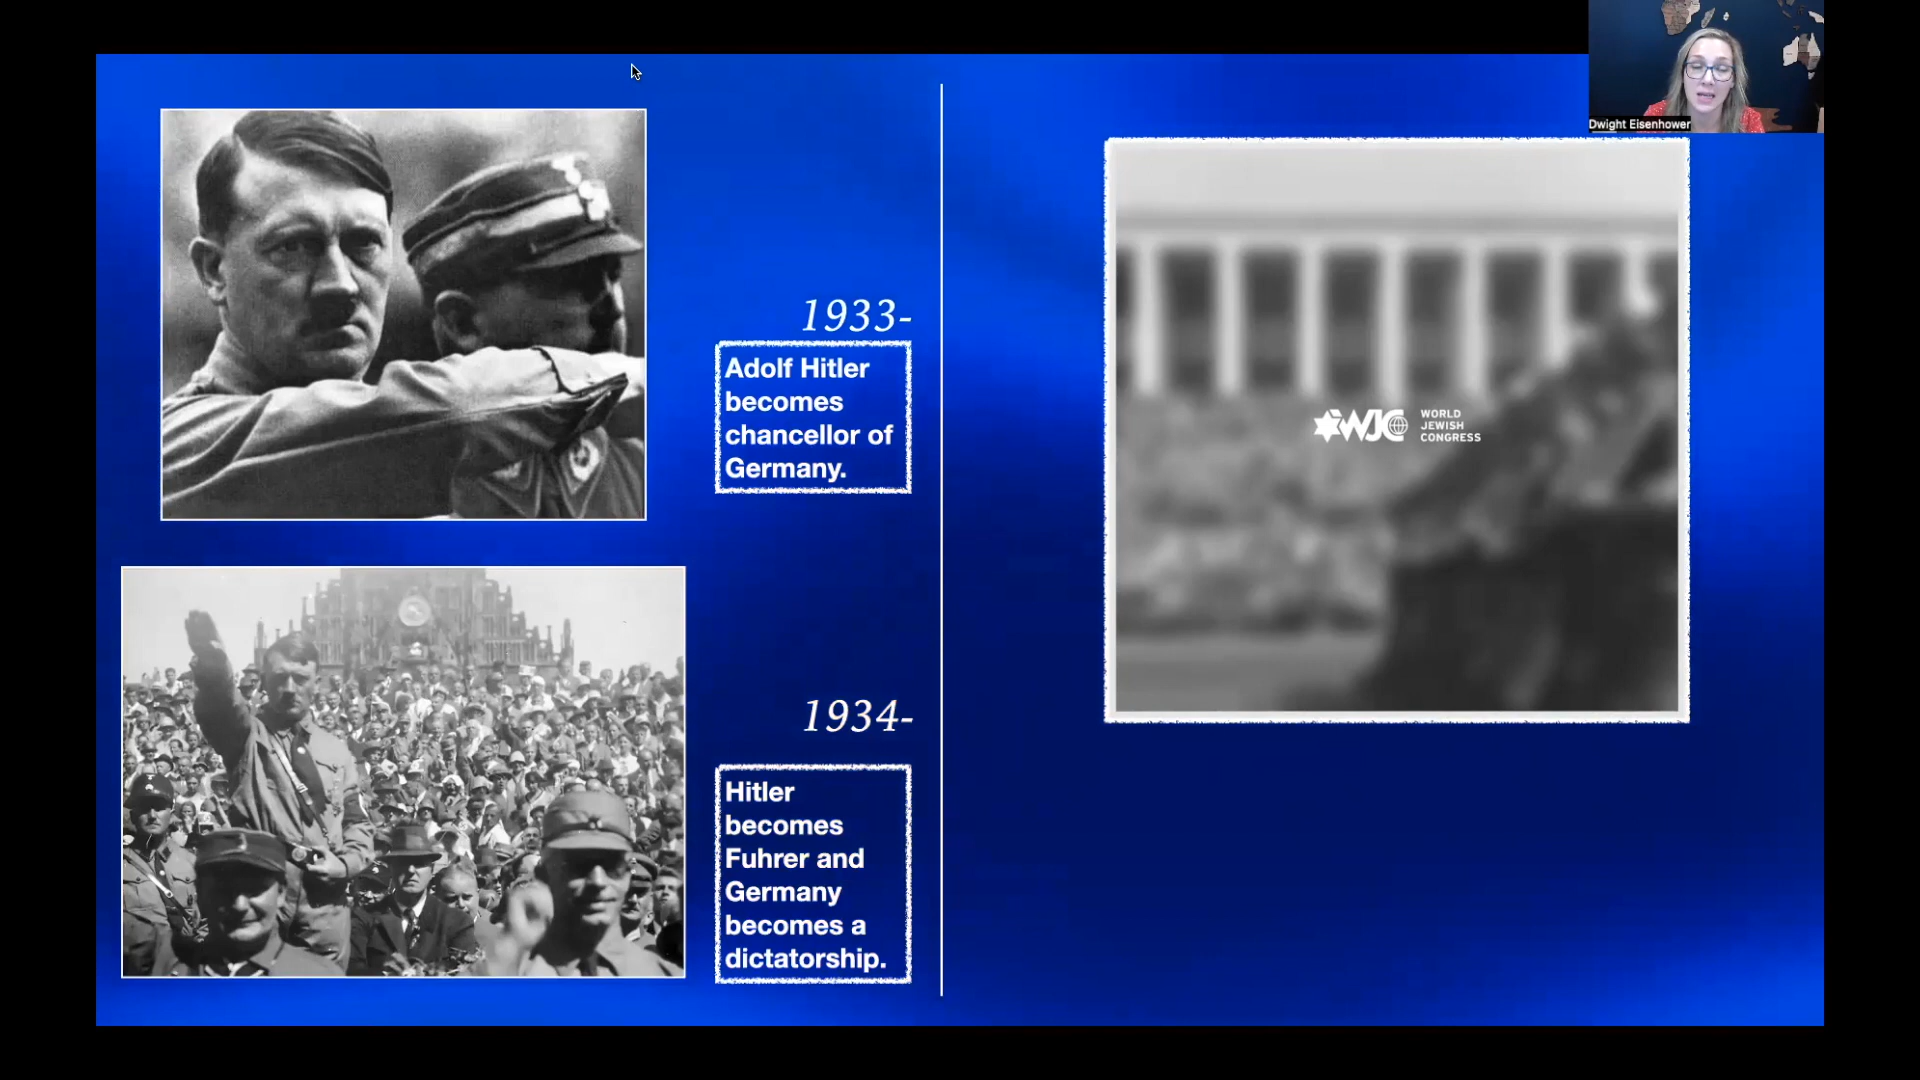 Dwight Eisenhower
1933-
Adolf Hitler
becomes
chancellor of
Germany.
1934-
Hitler
becomes
Fuhrer and
Germany
becomes a
dictatorship.
WJC
WORLD
JEWISH
CONGRESS